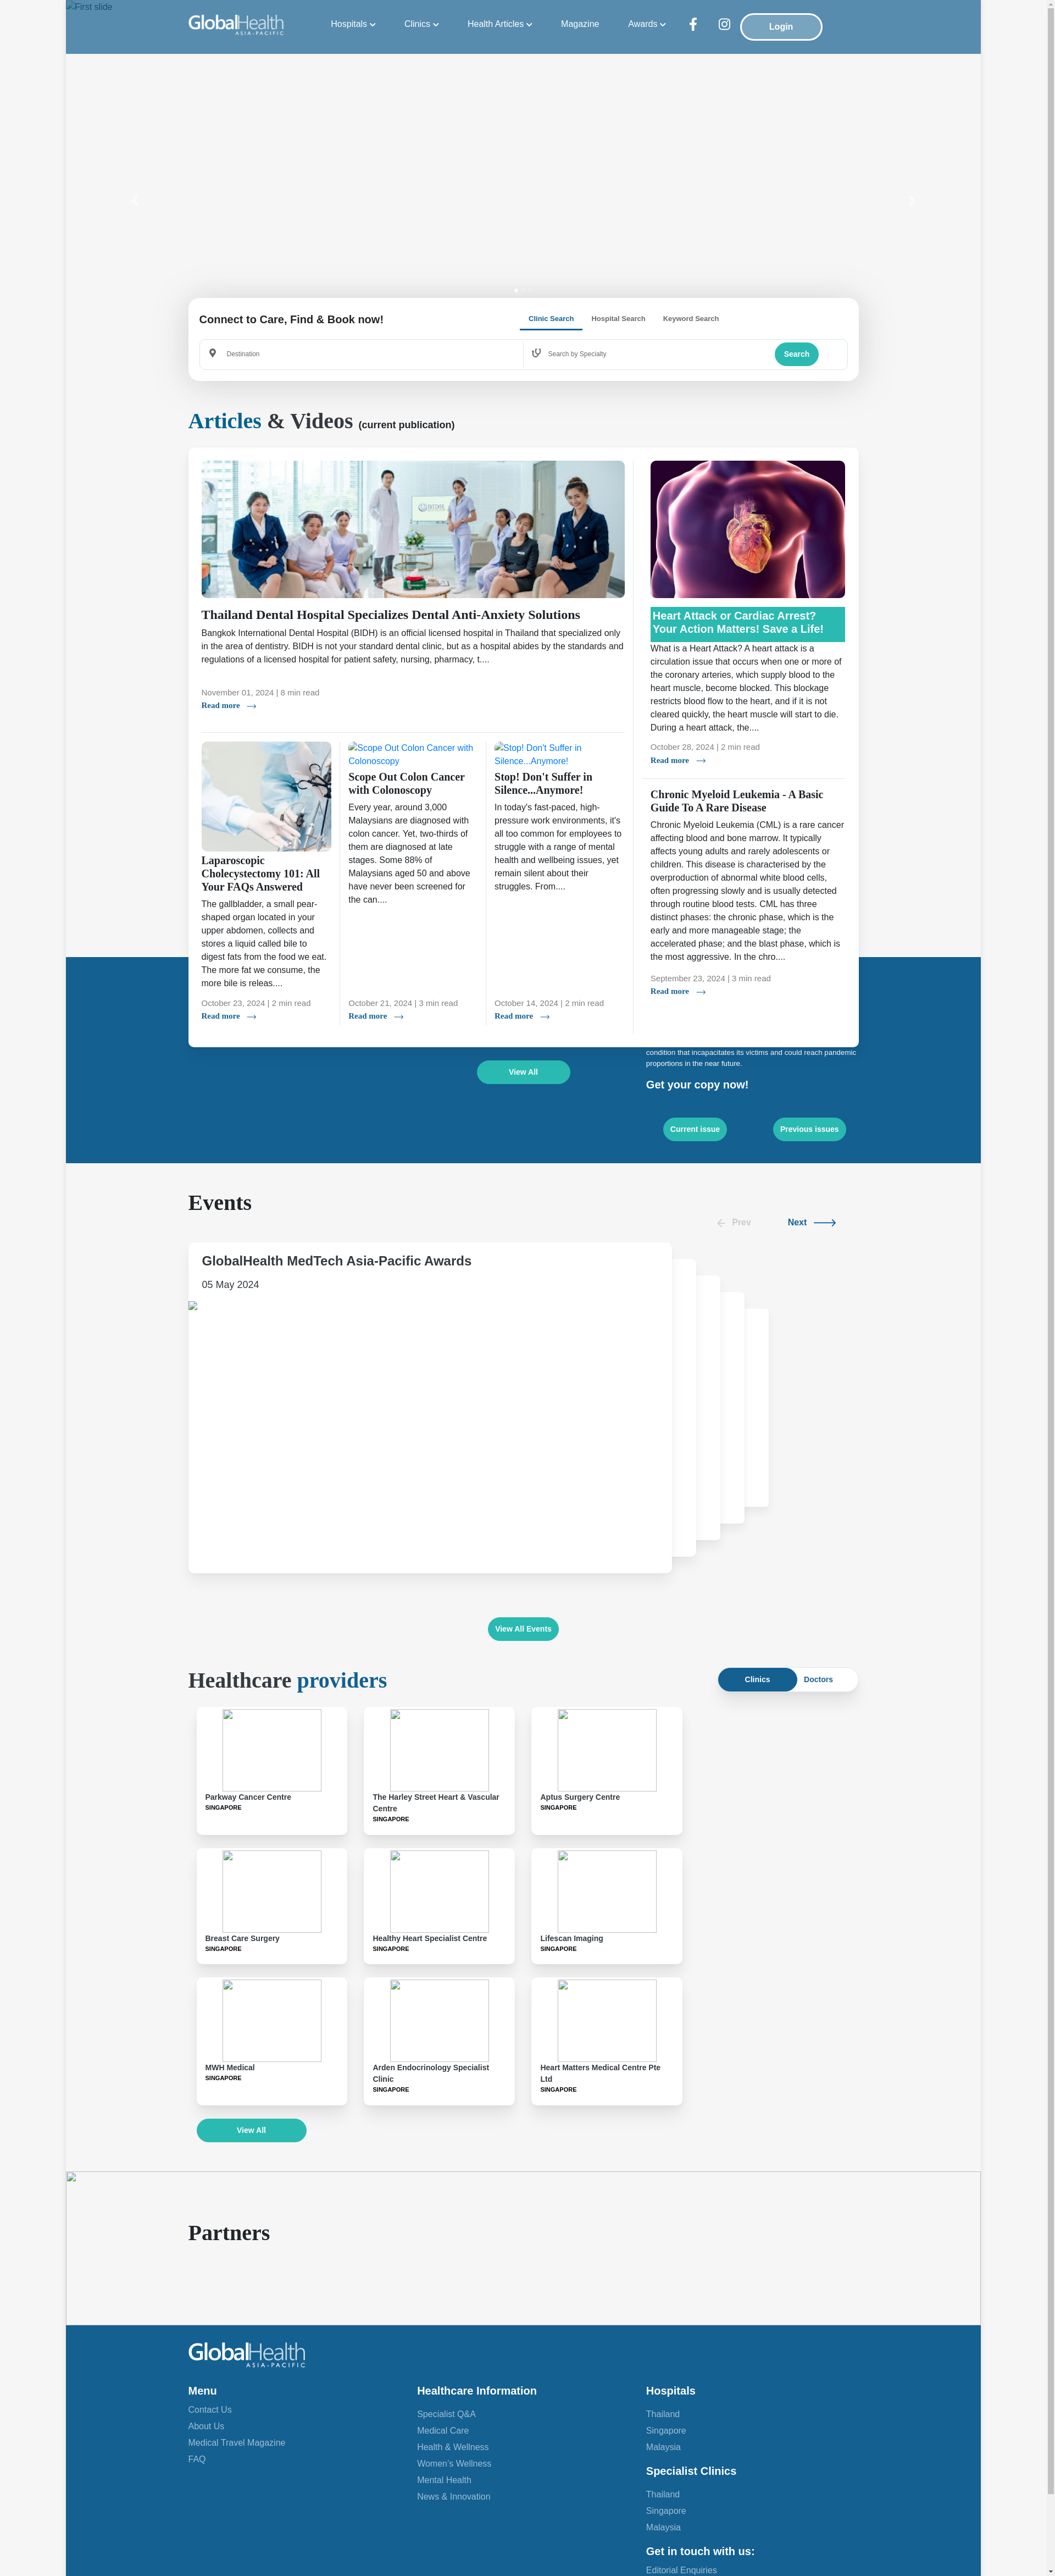 First slide
GlobalHealth
ASIA-PACIFIC
Hospitals
Clinics
Health Articles
Magazine
Awards
Login
Connect to Care, Find & Book now!
Clinic Search
Hospital Search
Keyword Search
Destination
Search by Specialty
Search
Articles & Videos (current publication)
BIDH
Thailand Dental Hospital Specializes Dental Anti-Anxiety Solutions
Bangkok International Dental Hospital (BIDH) is an official licensed hospital in Thailand that specialized only
in the area of dentistry. BIDH is not your standard dental clinic, but as a hospital abides by the standards and
regulations of a licensed hospital for patient safety, nursing, pharmacy, t....
November 01, 2024 | 8 min read
Read more
Laparoscopic
Cholecystectomy 101: All
Your FAQs Answered
The gallbladder, a small pear-
shaped organ located in your
upper abdomen, collects and
stores a liquid called bile to
digest fats from the food we eat.
The more fat we consume, the
more bile is releas....
October 23, 2024 | 2 min read
Read more
Scope Out Colon Cancer with
Colonoscopy
Scope Out Colon Cancer
with Colonoscopy
Every year, around 3,000
Malaysians are diagnosed with
colon cancer. Yet, two-thirds of
them are diagnosed at late
stages. Some 88% of
Malaysians aged 50 and above
have never been screened for
the can....
October 21, 2024 | 3 min read
Read more
Stop! Don't Suffer in
Silence...Anymore!
Stop! Don't Suffer in
Silence...Anymore!
In today's fast-paced, high-
pressure work environments, it's
all too common for employees to
struggle with a range of mental
health and wellbeing issues, yet
remain silent about their
struggles. From....
October 14, 2024 | 2 min read
Read more
Heart Attack or Cardiac Arrest?
Your Action Matters! Save a Life!
What is a Heart Attack? A heart attack is a
circulation issue that occurs when one or more of
the coronary arteries, which supply blood to the
heart muscle, become blocked. This blockage
restricts blood flow to the heart, and if it is not
cleared quickly, the heart muscle will start to die.
During a heart attack, the....
October 28, 2024 | 2 min read
Read more
Chronic Myeloid Leukemia - A Basic
Guide To A Rare Disease
Chronic Myeloid Leukemia (CML) is a rare cancer
affecting blood and bone marrow. It typically
affects young adults and rarely adolescents or
children. This disease is characterised by the
overproduction of abnormal white blood cells,
often progressing slowly and is usually detected
through routine blood tests. CML has three
distinct phases: the chronic phase, which is the
early and more manageable stage; the
accelerated phase; and the blast phase, which is
the most aggressive. In the chro....
September 23, 2024 | 3 min read
Read more
View All
condition that incapacitates its victims and could reach pandemic
proportions in the near future.
Get your copy now!
Current issue
Previous issues
Events
Prev
Next
GlobalHealth MedTech Asia-Pacific Awards
05 May 2024
View All Events
Healthcare providers
Clinics
Doctors
Parkway Cancer Centre
SINGAPORE
The Harley Street Heart & Vascular
Centre
SINGAPORE
Aptus Surgery Centre
SINGAPORE
Breast Care Surgery
SINGAPORE
Healthy Heart Specialist Centre
SINGAPORE
Lifescan Imaging
SINGAPORE
MWH Medical
SINGAPORE
Arden Endocrinology Specialist
Clinic
SINGAPORE
Heart Matters Medical Centre Pte
Ltd
SINGAPORE
View All
Partners
GlobalHealth
ASIA-PACIFIC
Menu
Contact Us
About Us
Medical Travel Magazine
FAQ
Healthcare Information
Specialist Q&A
Medical Care
Health & Wellness
Women's Wellness
Mental Health
News & Innovation
Hospitals
Thailand
Singapore
Malaysia
Specialist Clinics
Thailand
Singapore
Malaysia
Get in touch with us:
Editorial Enquiries